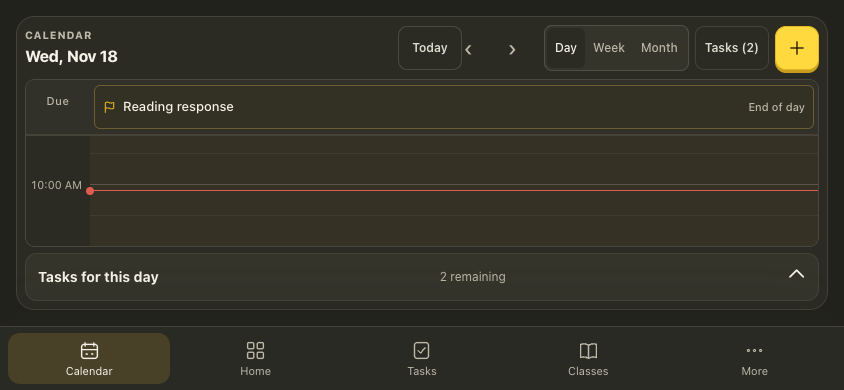 CALENDAR
Wed, Nov 18
Today
Day Week Month
Tasks (2)
Due
Reading response
End of day
10:00 AM
Tasks for this day
2 remaining
Calendar
Home
Tasks
Classes
More